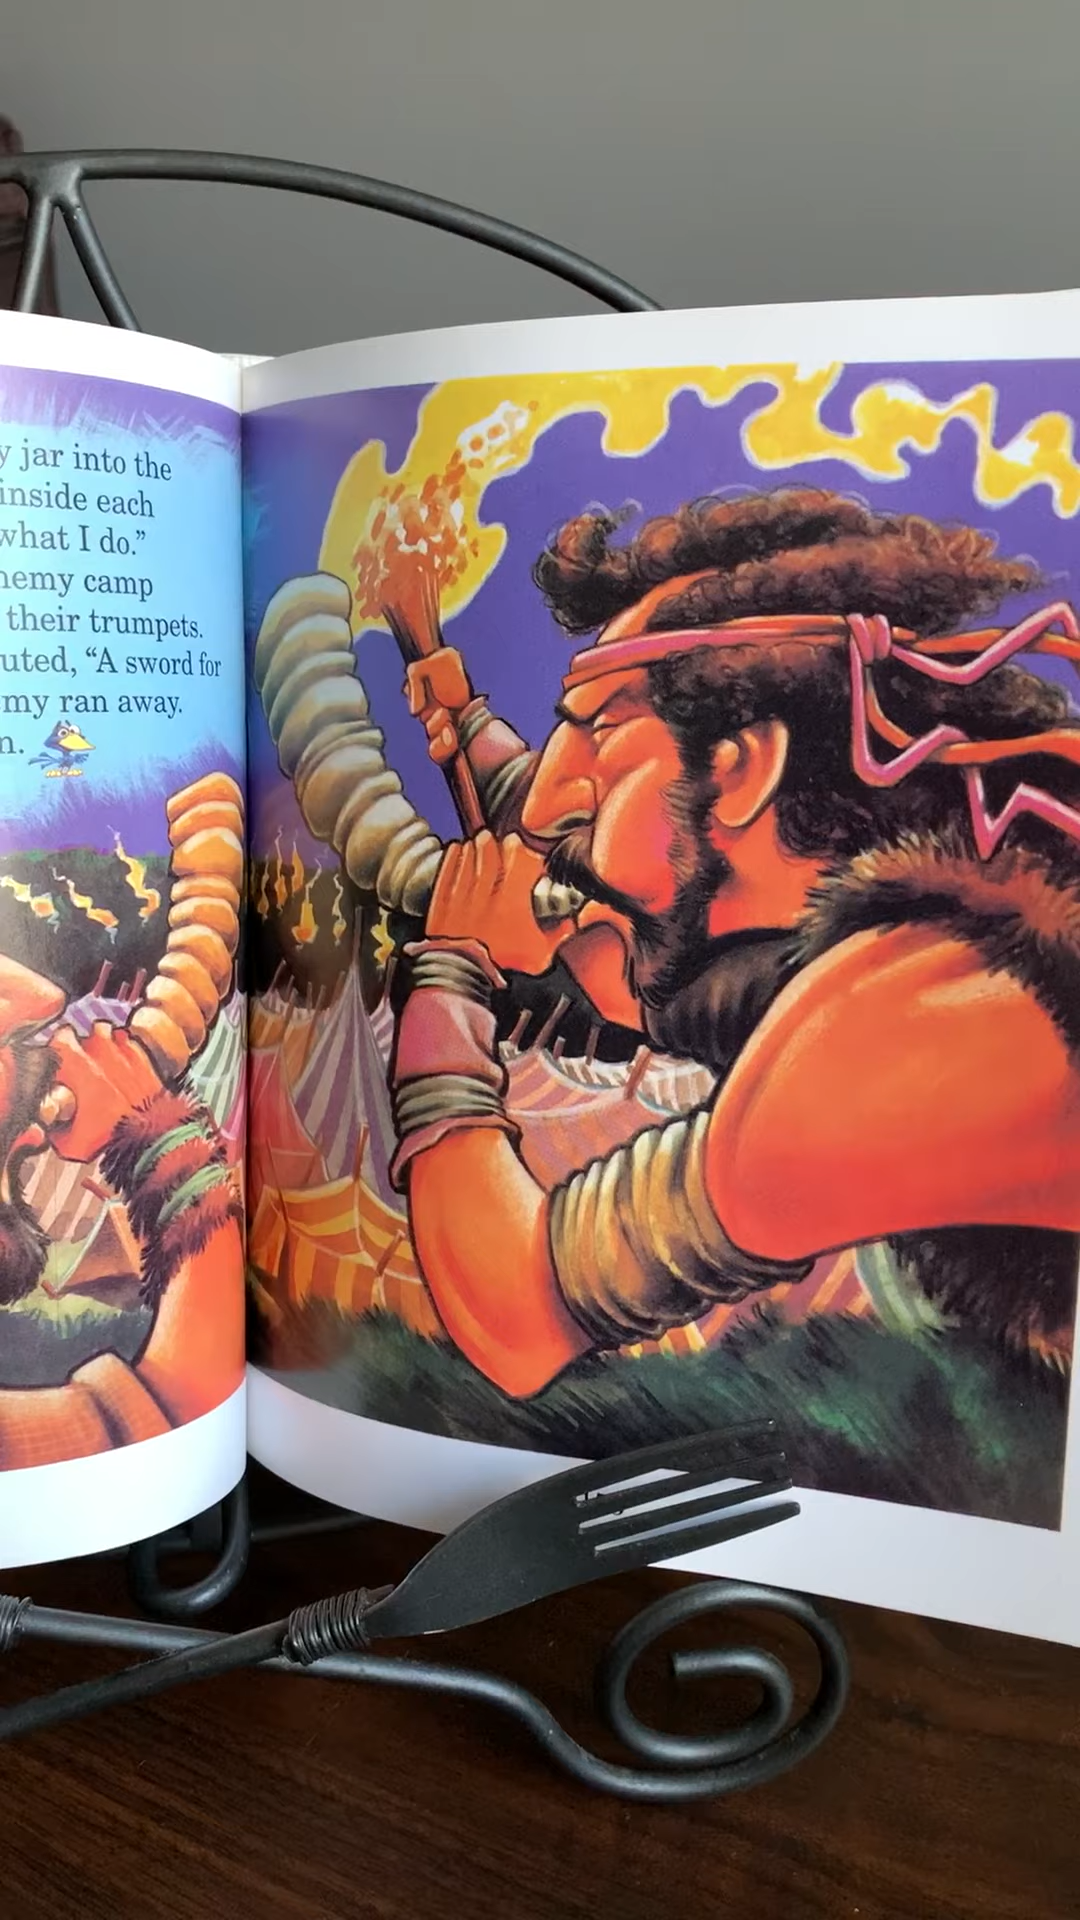 y jar into the
inside each
what I do.”
nemy camp
their trumpets.
uted, “A sword for
my ran away.
n.